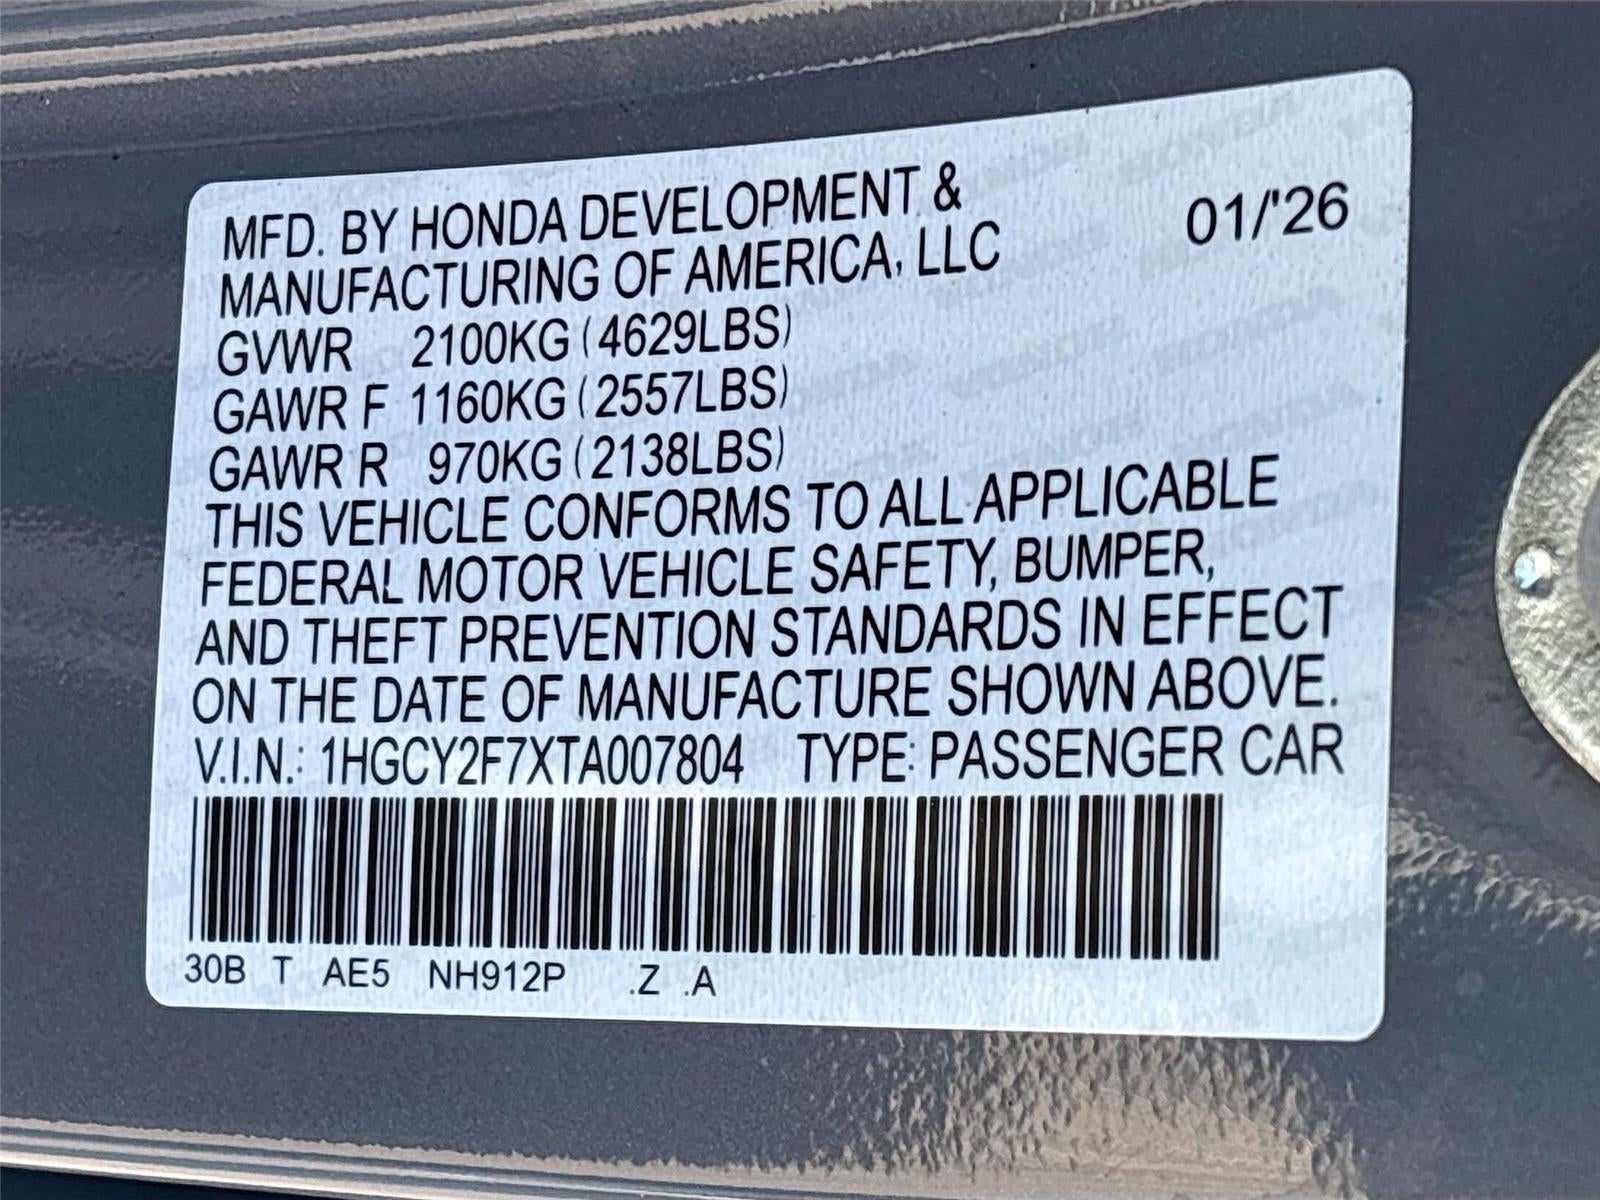 MFD. BY HONDA DEVELOPMENT & 01/'26
MANUFACTURING OF AMERICA, LLC
GVWR 2100KG (4629LBS)
GAWR F 1160KG (2557LBS)
GAWR R 970KG (2138LBS)
THIS VEHICLE CONFORMS TO ALL APPLICABLE
FEDERAL MOTOR VEHICLE SAFETY, BUMPER,
AND THEFT PREVENTION STANDARDS IN EFFECT
ON THE DATE OF MANUFACTURE SHOWN ABOVE.
V.I.N.: 1HGCY2F7XTA007804 TYPE: PASSENGER CAR
30B T AE5 NH912P .Z .A